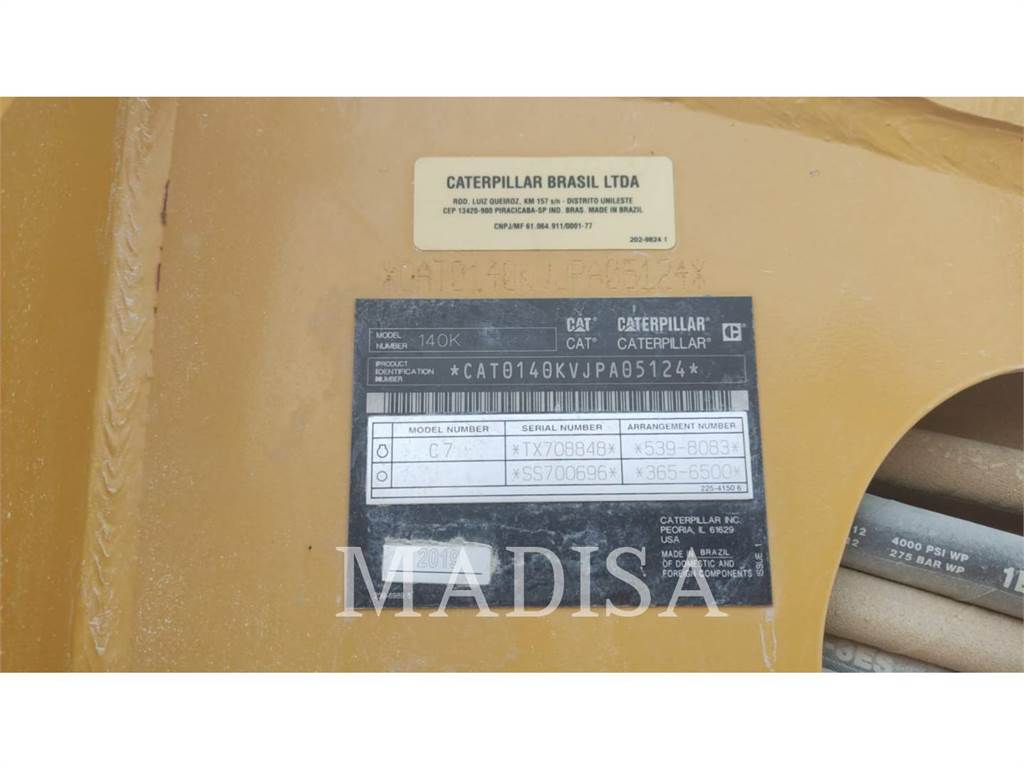 CATERPILLAR BRASIL LTDA
ROD. LUIZ QUEIROZ, KM 157 s/n - DISTRITO UNILESTE
CEP 13420-900 PIRACICABA-SP IND. BRAS. MADE IN BRAZIL
CNPJ/MF 61.064.911/0001-77
202-9824 1
*CAT0140KVJPA05124*
MODEL NUMBER 140K
CAT® CATERPILLAR®
CAT® CATERPILLAR®
PRODUCT IDENTIFICATION NUMBER *CAT0140KVJPA05124*
MODEL NUMBER SERIAL NUMBER ARRANGEMENT NUMBER
C7 *TX708848* *539-8083*
*SS700696* *365-6500*
225-4150 6
CATERPILLAR INC.
PEORIA, IL 61629
USA
MADE IN BRAZIL
OF DOMESTIC AND
FOREIGN COMPONENTS
ISSUE 1
2019
MADISA
4000 PSI WP
275 BAR WP